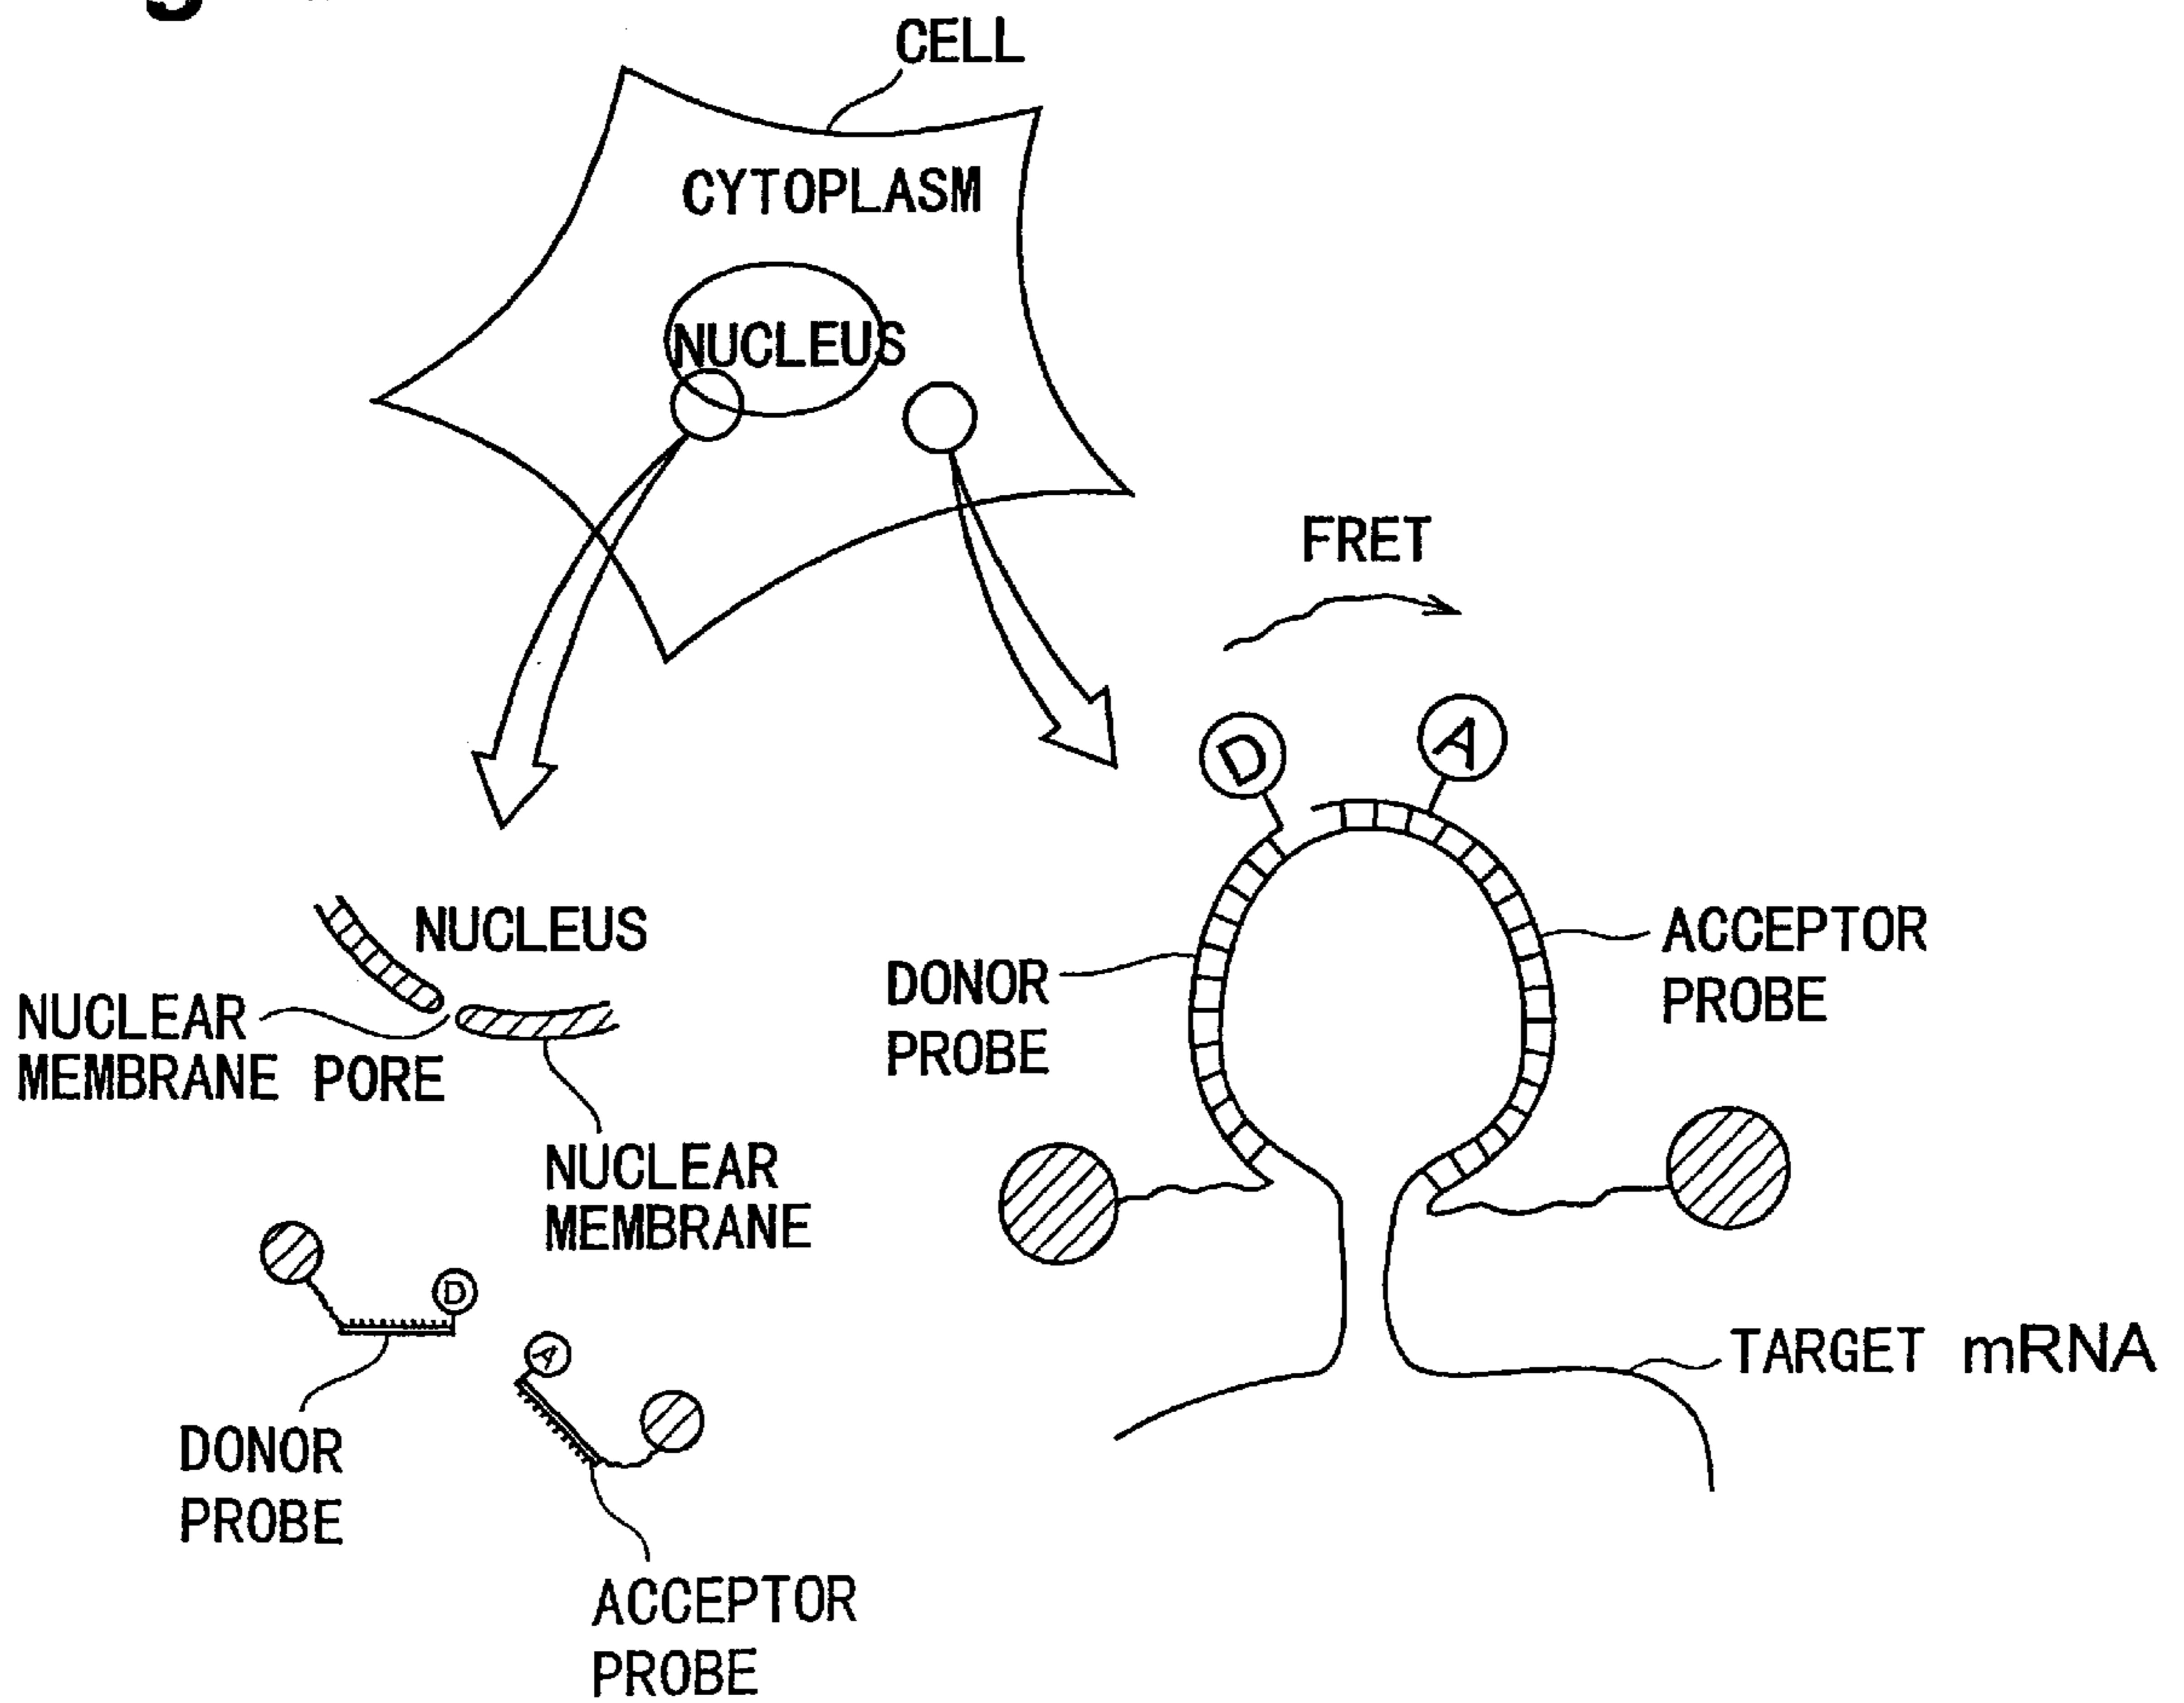 CELL
CYTOPLASM
NUCLEUS
FRET
D
A
NUCLEUS
NUCLEAR
MEMBRANE PORE
NUCLEAR
MEMBRANE
DONOR
PROBE
ACCEPTOR
PROBE
D
A
DONOR
PROBE
ACCEPTOR
PROBE
TARGET mRNA